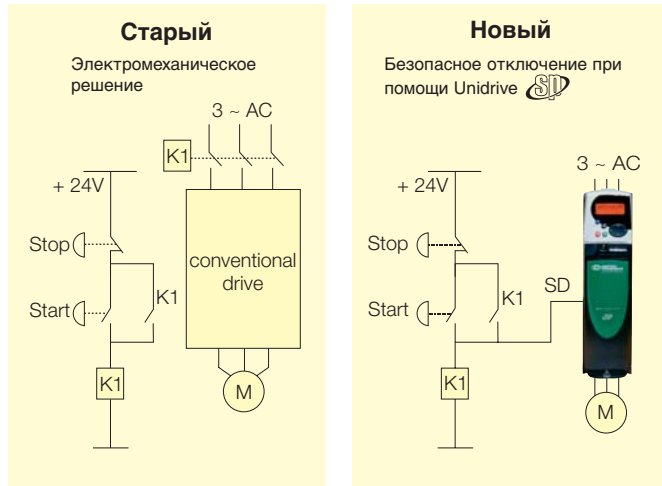 Старый
Электромеханическое
решение
3 ~ AC
K1
+ 24V
Stop
conventional
drive
Start
K1
K1
M
Новый
Безопасное отключение при
помощи Unidrive SP
3 ~ AC
+ 24V
Stop
SD
Start
K1
K1
M